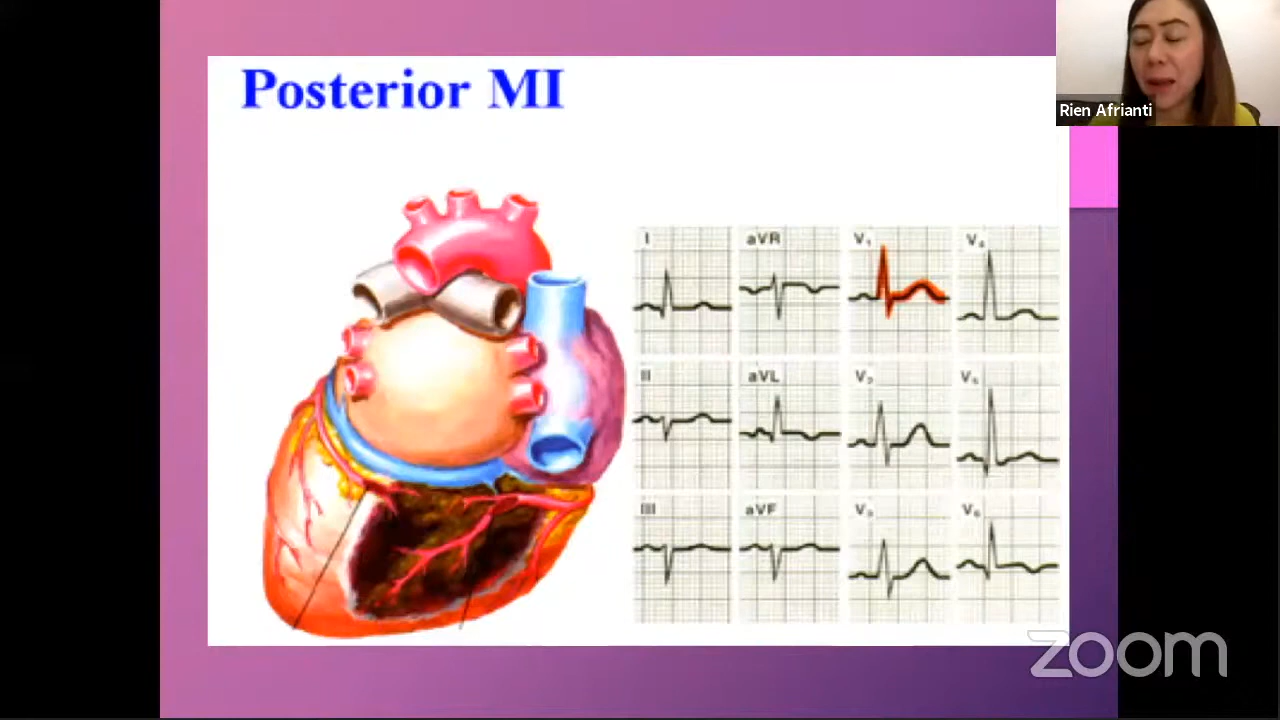 Posterior MI
Rien Afrianti
I
aVR
V1
V4
II
aVL
V2
V5
III
aVF
V3
V6
zoom